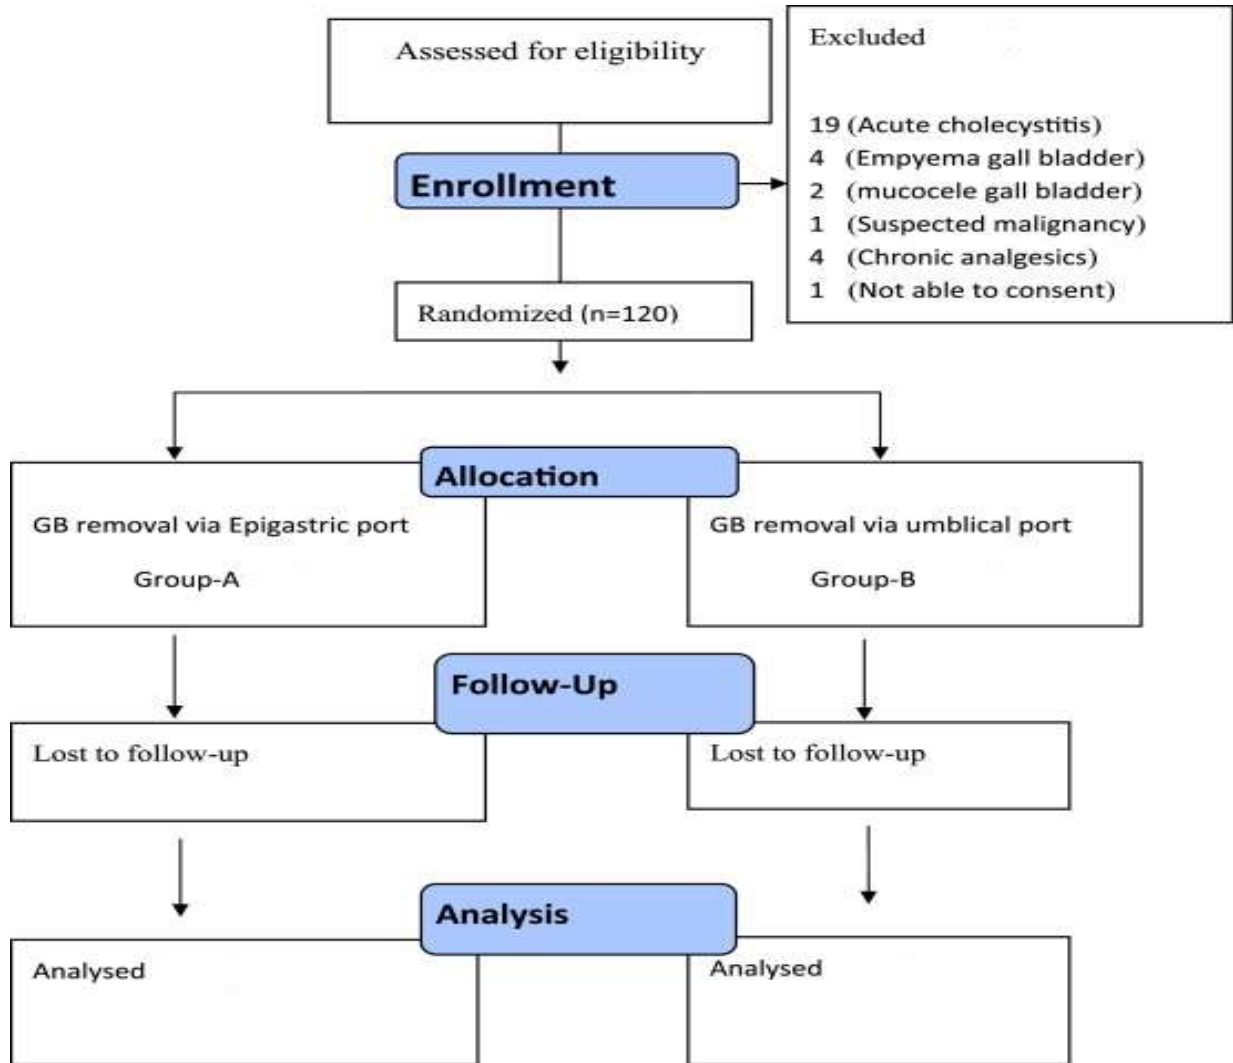 Assessed for eligibility
Excluded
19 (Acute cholecystitis)
4 (Empyema gall bladder)
2 (mucocele gall bladder)
1 (Suspected malignancy)
4 (Chronic analgesics)
1 (Not able to consent)
Enrollment
Randomized (n=120)
Allocation
GB removal via Epigastric port
Group-A
GB removal via umblical port
Group-B
Follow-Up
Lost to follow-up
Lost to follow-up
Analysis
Analysed
Analysed